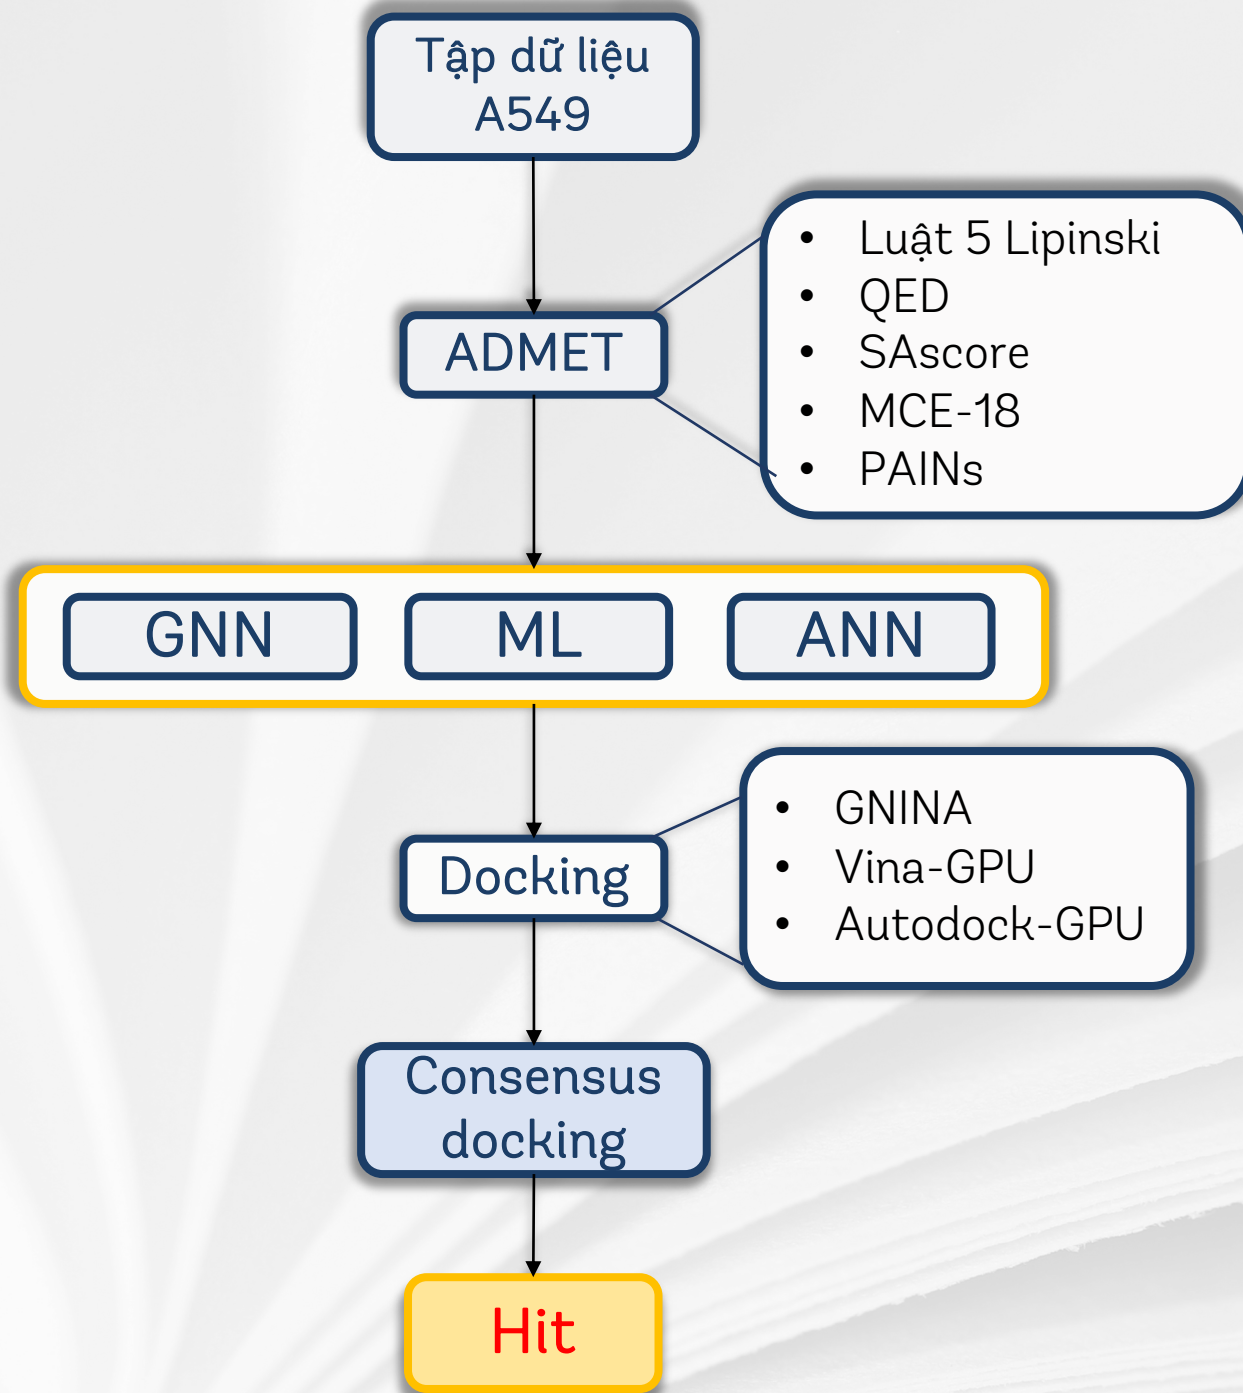 Tập dữ liệu
A549
• Luật 5 Lipinski
• QED
• SAscore
• MCE-18
• PAINs
ADMET
GNN
ML
ANN
• GNINA
• Vina-GPU
• Autodock-GPU
Docking
Consensus
docking
Hit